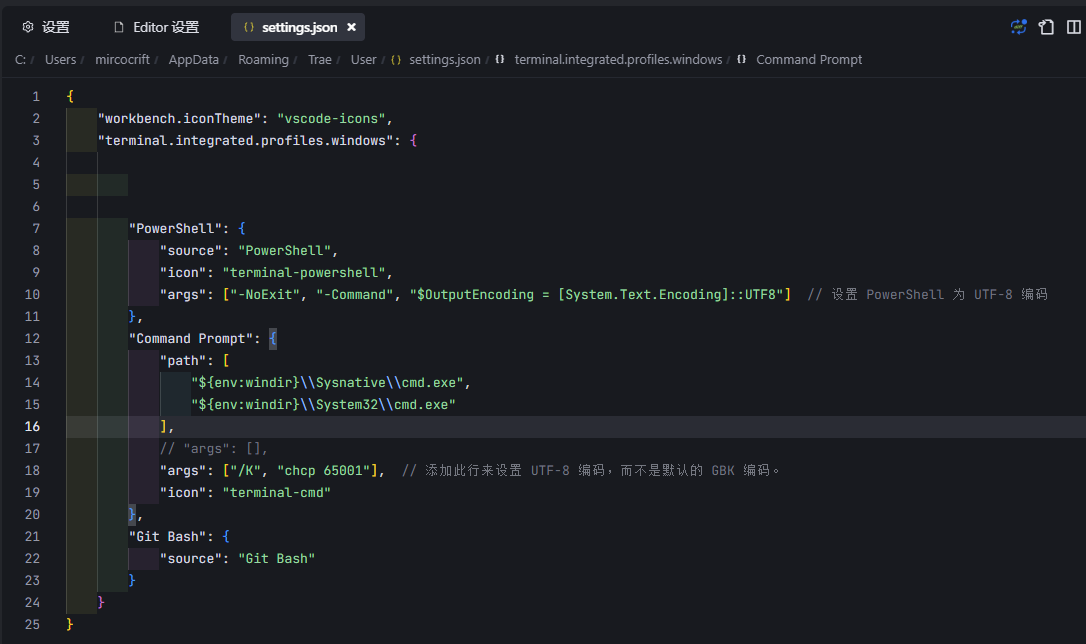 设置 Editor 设置 {} settings.json ×
C: / Users / mircocrift / AppData / Roaming / Trae / User / {} settings.json / {} terminal.integrated.profiles.windows / {} Command Prompt
1 {
2 "workbench.iconTheme": "vscode-icons",
3 "terminal.integrated.profiles.windows": {
4
5
6
7 "PowerShell": {
8 "source": "PowerShell",
9 "icon": "terminal-powershell",
10 "args": ["-NoExit", "-Command", "$OutputEncoding = [System.Text.Encoding]::UTF8"] // 设置 PowerShell 为 UTF-8 编码
11 },
12 "Command Prompt": {
13 "path": [
14 "${env:windir}\\Sysnative\\cmd.exe",
15 "${env:windir}\\System32\\cmd.exe"
16 ],
17 // "args": [],
18 "args": ["/K", "chcp 65001"], // 添加此行来设置 UTF-8 编码，而不是默认的 GBK 编码。
19 "icon": "terminal-cmd"
20 },
21 "Git Bash": {
22 "source": "Git Bash"
23 }
24 }
25 }